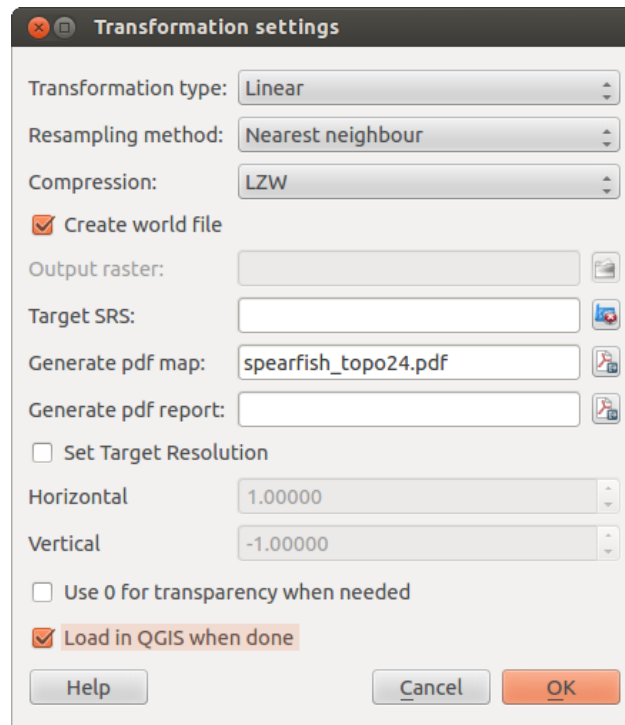 Transformation settings
Transformation type: Linear
Resampling method: Nearest neighbour
Compression: LZW
Create world file
Output raster:
Target SRS:
Generate pdf map: spearfish_topo24.pdf
Generate pdf report:
Set Target Resolution
Horizontal 1.00000
Vertical -1.00000
Use 0 for transparency when needed
Load in QGIS when done
Help Cancel OK